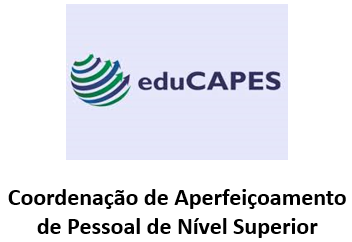 eduCAPES
Coordenação de Aperfeiçoamento
de Pessoal de Nível Superior